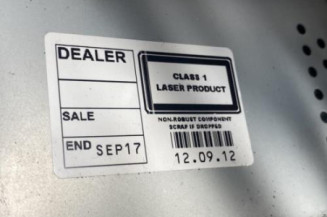 DEALER
CLASS 1
LASER PRODUCT
SALE
NON-ROBUST COMPONENT
SCRAP IF DROPPED
END SEP17
12.09.12